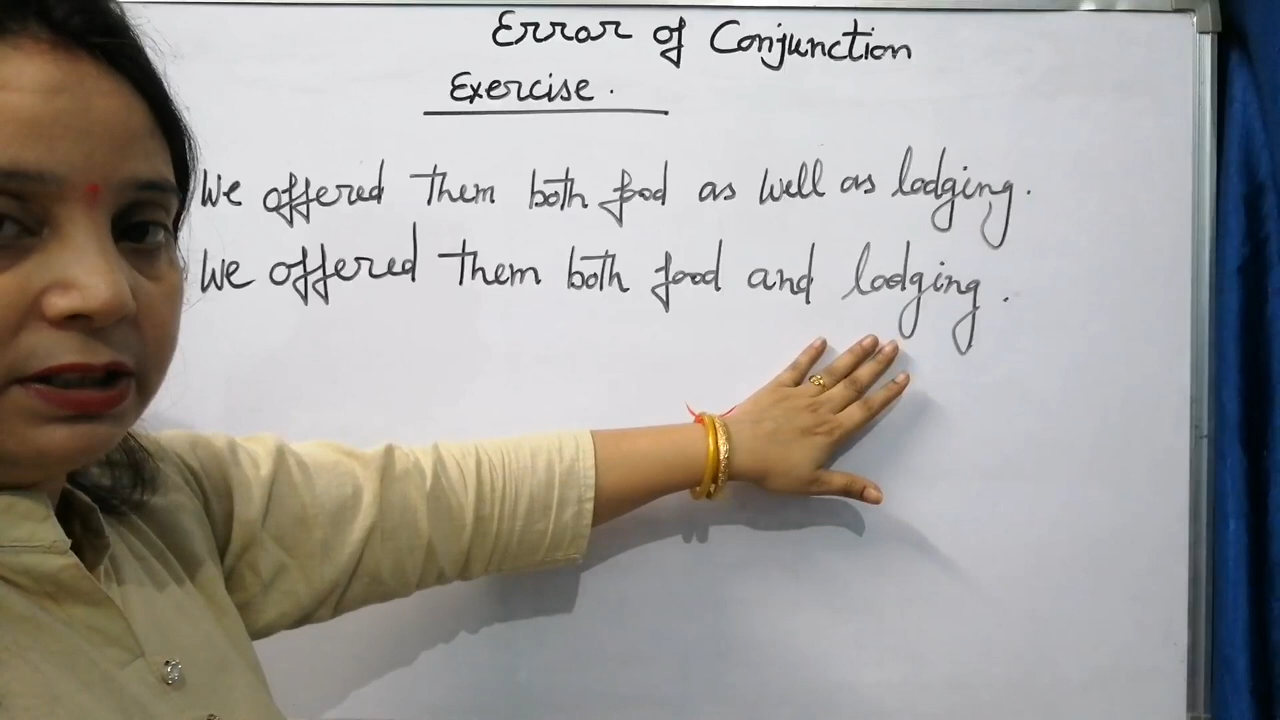 Error of Conjunction
Exercise.
We offered them both food as well as lodging.
We offered them both food and lodging.